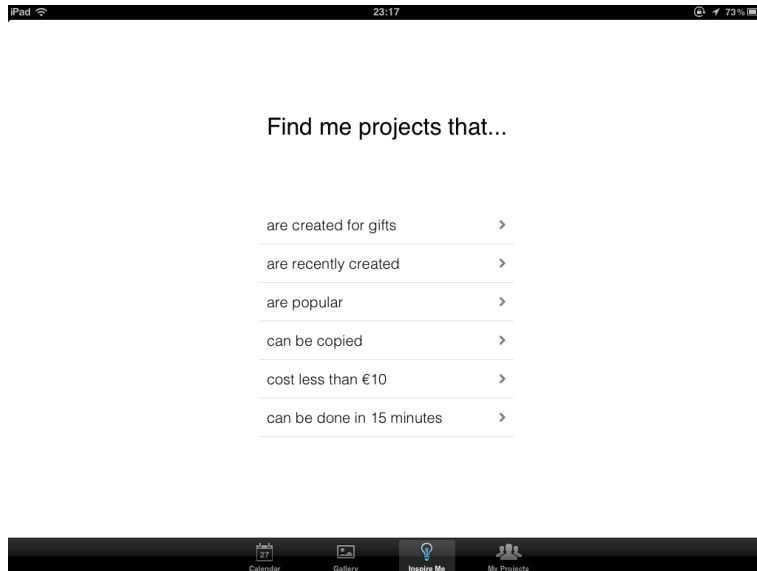 iPad 23:17 73%
Find me projects that...
are created for gifts
are recently created
are popular
can be copied
cost less than €10
can be done in 15 minutes
27
Calendar Gallery Inspire Me My Projects